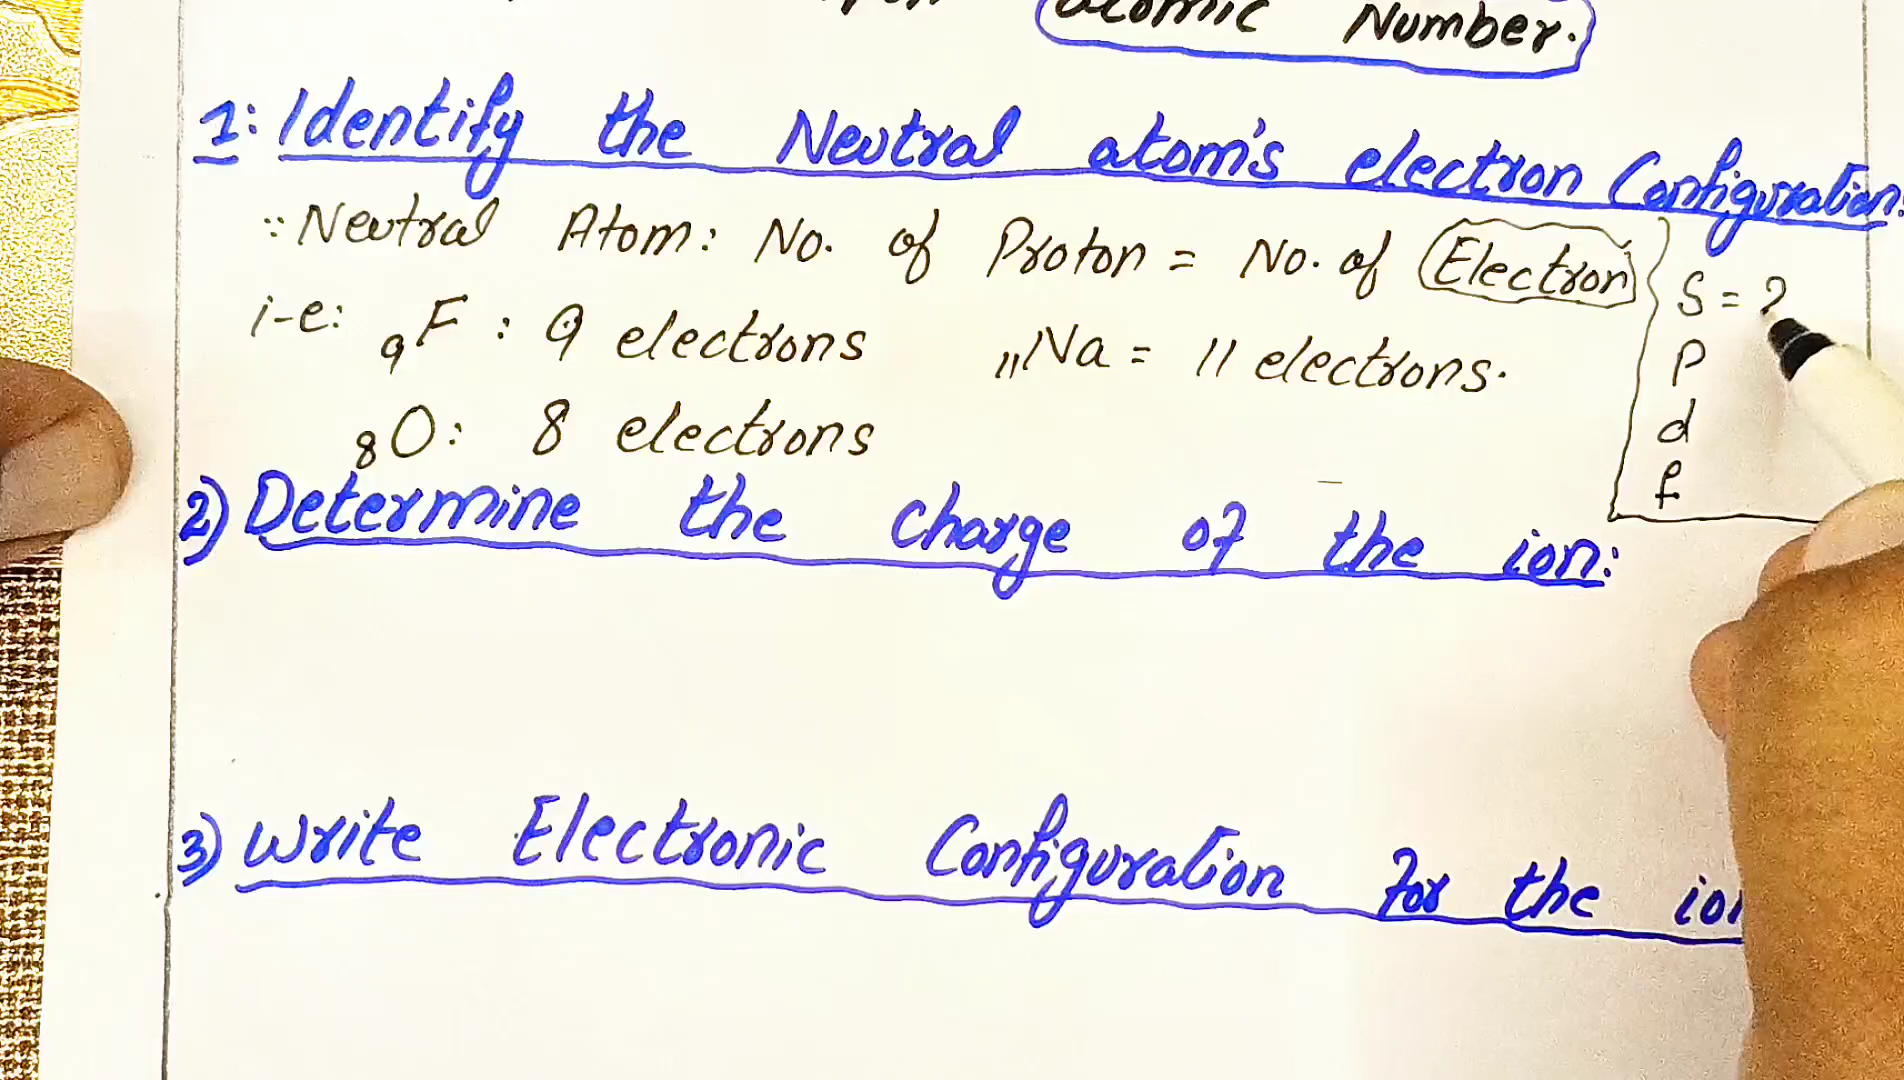 atomic Number.
1: Identify the Neutral atom's electron Configuration:
∵ Neutral Atom: No. of Proton = No. of Electron
i-e: 9F : 9 electrons 11Na = 11 electrons.
8O: 8 electrons
S = 2
P
d
f
2) Determine the charge of the ion:
3) Write Electronic Configuration for the